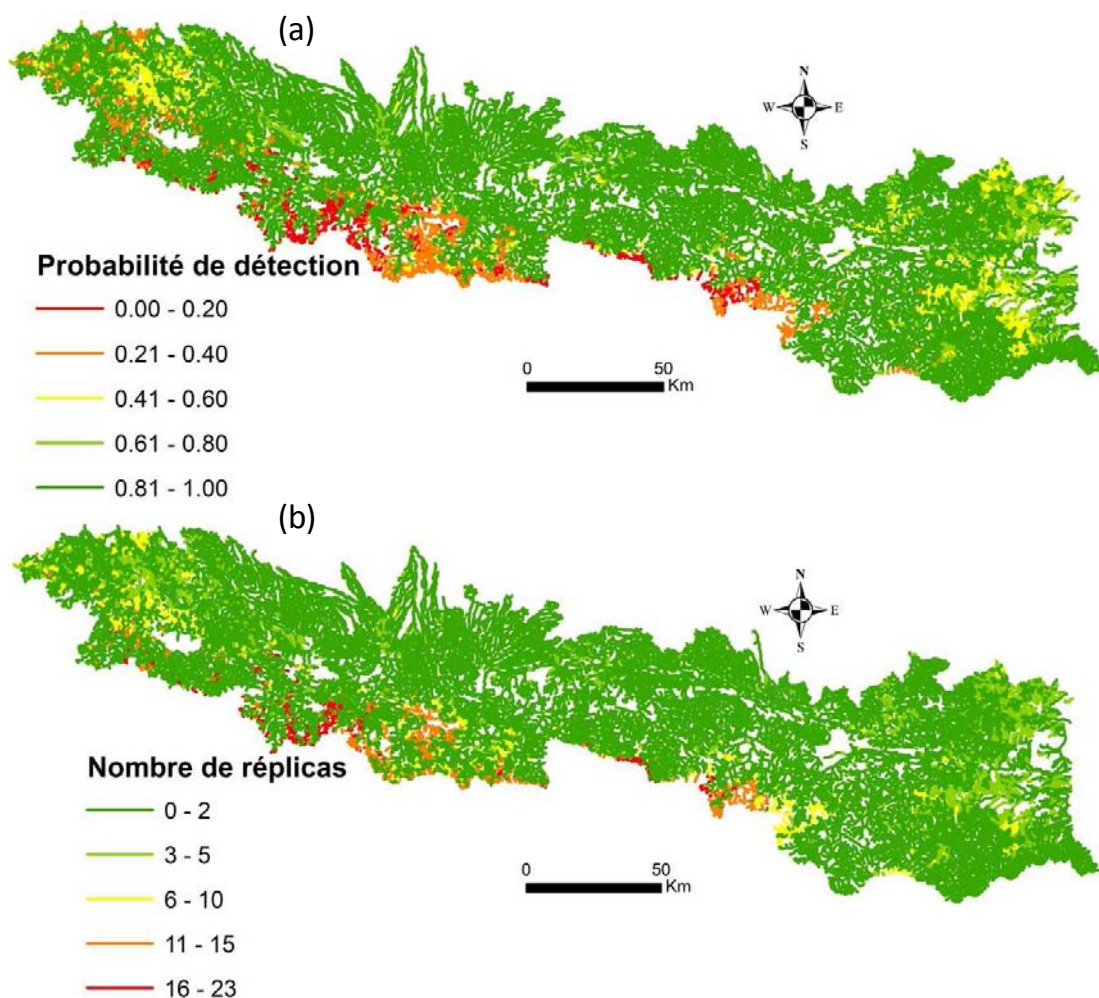 (a)
N
W E
S
Probabilité de détection
0.00 - 0.20
0.21 - 0.40
0.41 - 0.60
0.61 - 0.80
0.81 - 1.00
0 50
Km
(b)
N
W E
S
Nombre de réplicas
0 - 2
3 - 5
6 - 10
11 - 15
16 - 23
0 50
Km